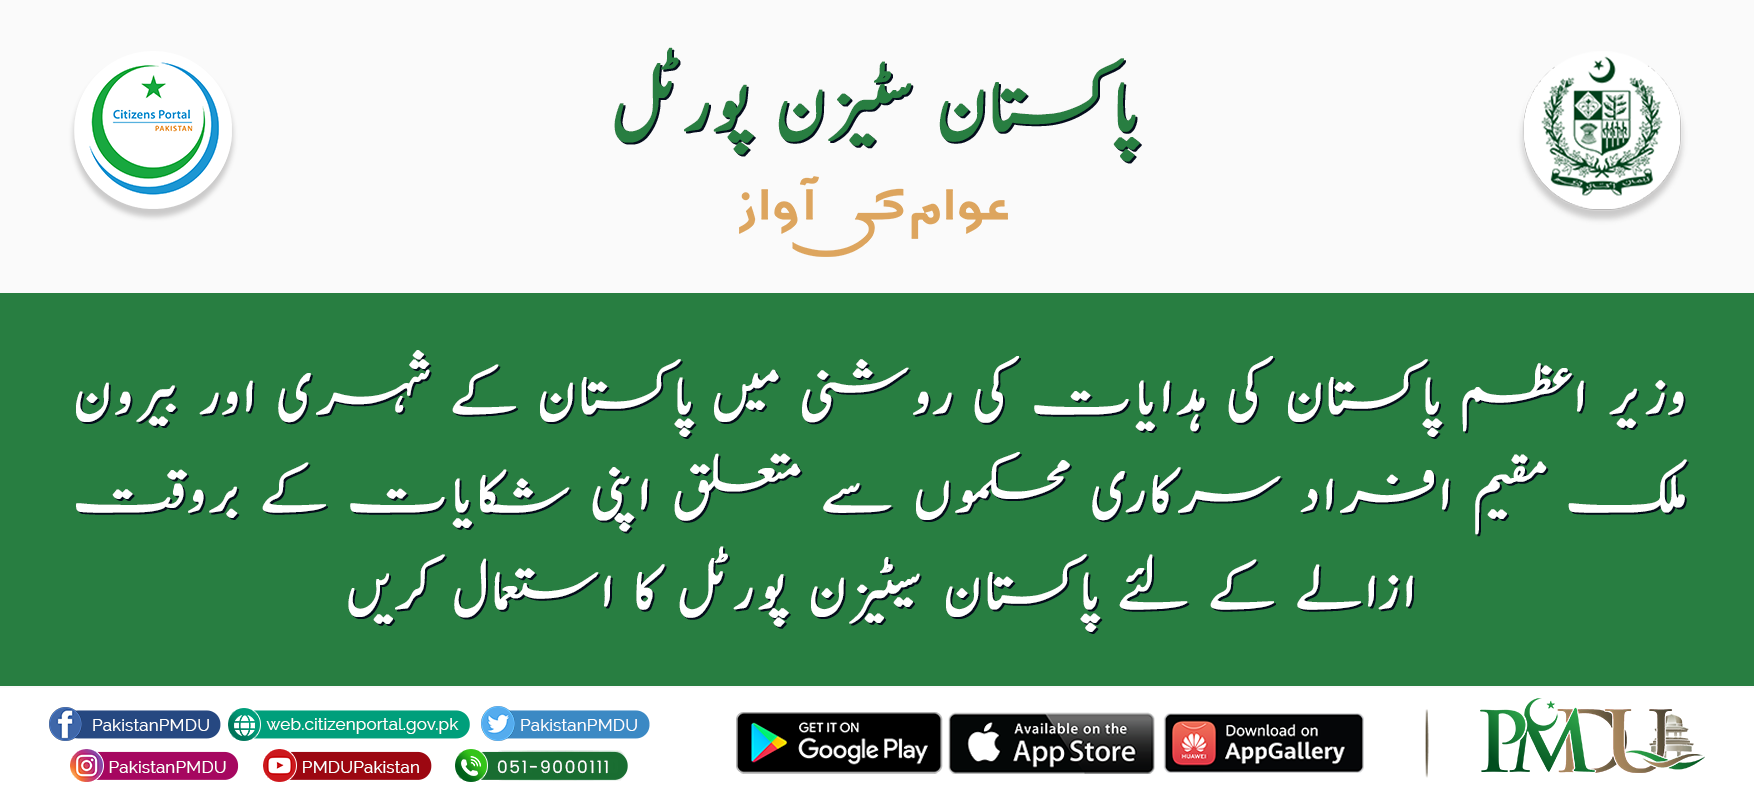 Citizens Portal
PAKISTAN
پاکستان سٹیزن پورٹل
عوام کی آواز
وزیر اعظم پاکستان کی ہدایات کی روشنی میں پاکستان کے شہری اور بیرون
ملک مقیم افراد سرکاری محکموں سے متعلق اپنی شکایات کے بروقت
ازالے کے لئے پاکستان سیٹیزن پورٹل کا استعمال کریں
PakistanPMDU
web.citizenportal.gov.pk
PakistanPMDU
PakistanPMDU
PMDUPakistan
051-9000111
GET IT ON
Google Play
Available on the
App Store
HUAWEI
Download on
AppGallery
PMDU